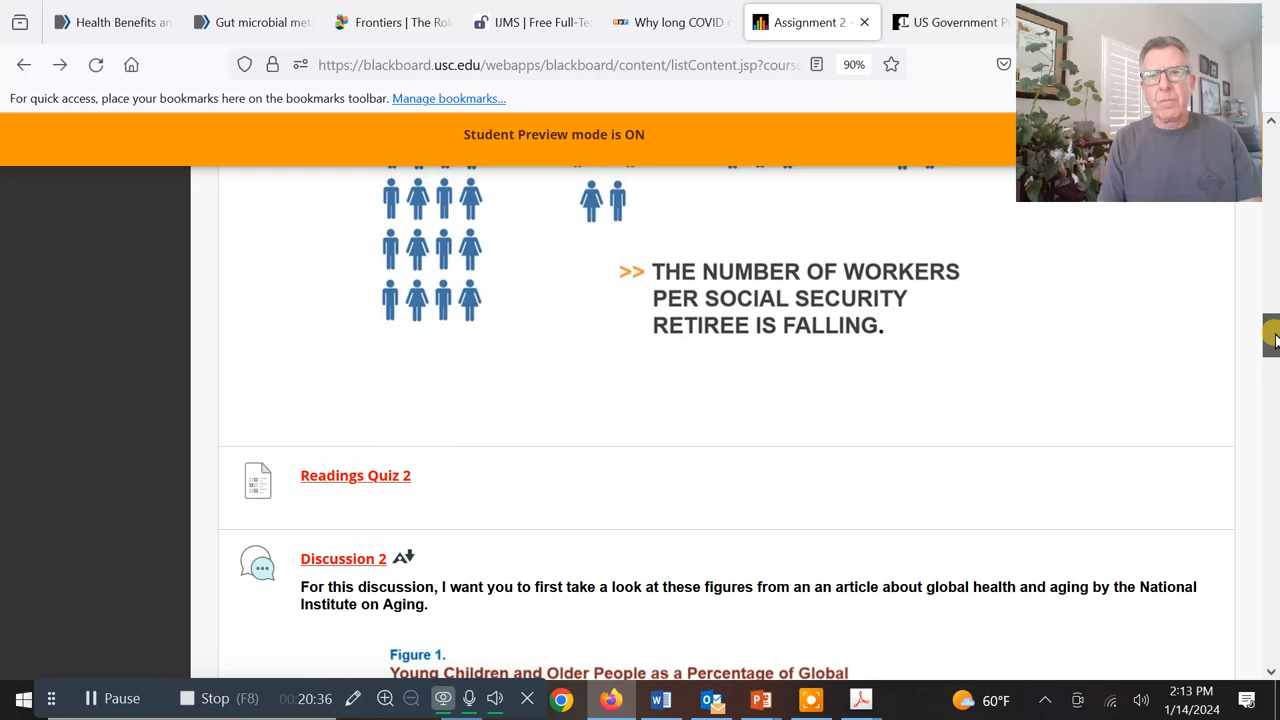 Health Benefits an
Gut microbial met
Frontiers | The Rol
IJMS | Free Full-Te
Why long COVID c
Assignment 2 -
US Government P
https://blackboard.usc.edu/webapps/blackboard/content/listContent.jsp?cours
90%
For quick access, place your bookmarks here on the bookmarks toolbar. Manage bookmarks...
Student Preview mode is ON
>> THE NUMBER OF WORKERS
PER SOCIAL SECURITY
RETIREE IS FALLING.
Readings Quiz 2
Discussion 2
For this discussion, I want you to first take a look at these figures from an an article about global health and aging by the National
Institute on Aging.
Figure 1.
Young Children and Older People as a Percentage of Global
Pause
Stop (F8)
00:20:36
60°F
2:13 PM
1/14/2024